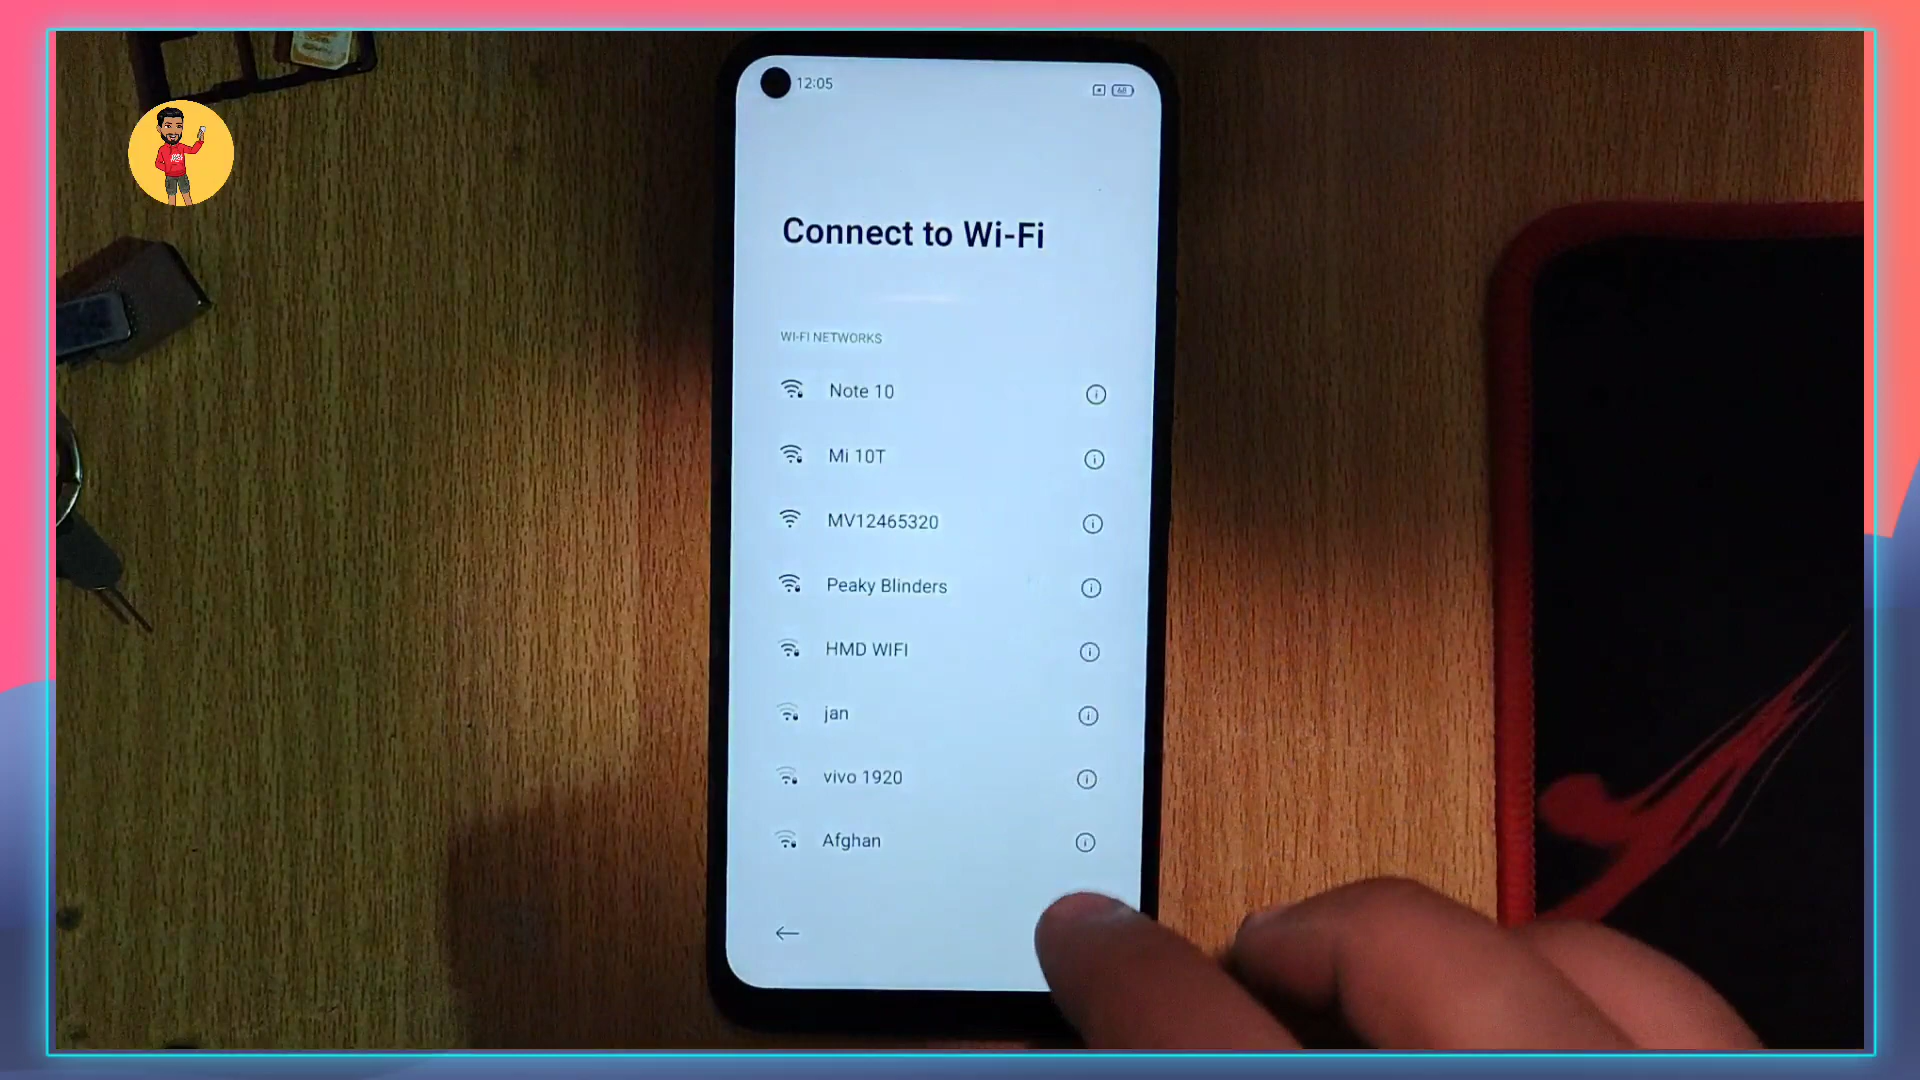 12:05
68
Connect to Wi-Fi
WI-FI NETWORKS
Note 10
Mi 10T
MV12465320
Peaky Blinders
HMD WIFI
jan
vivo 1920
Afghan